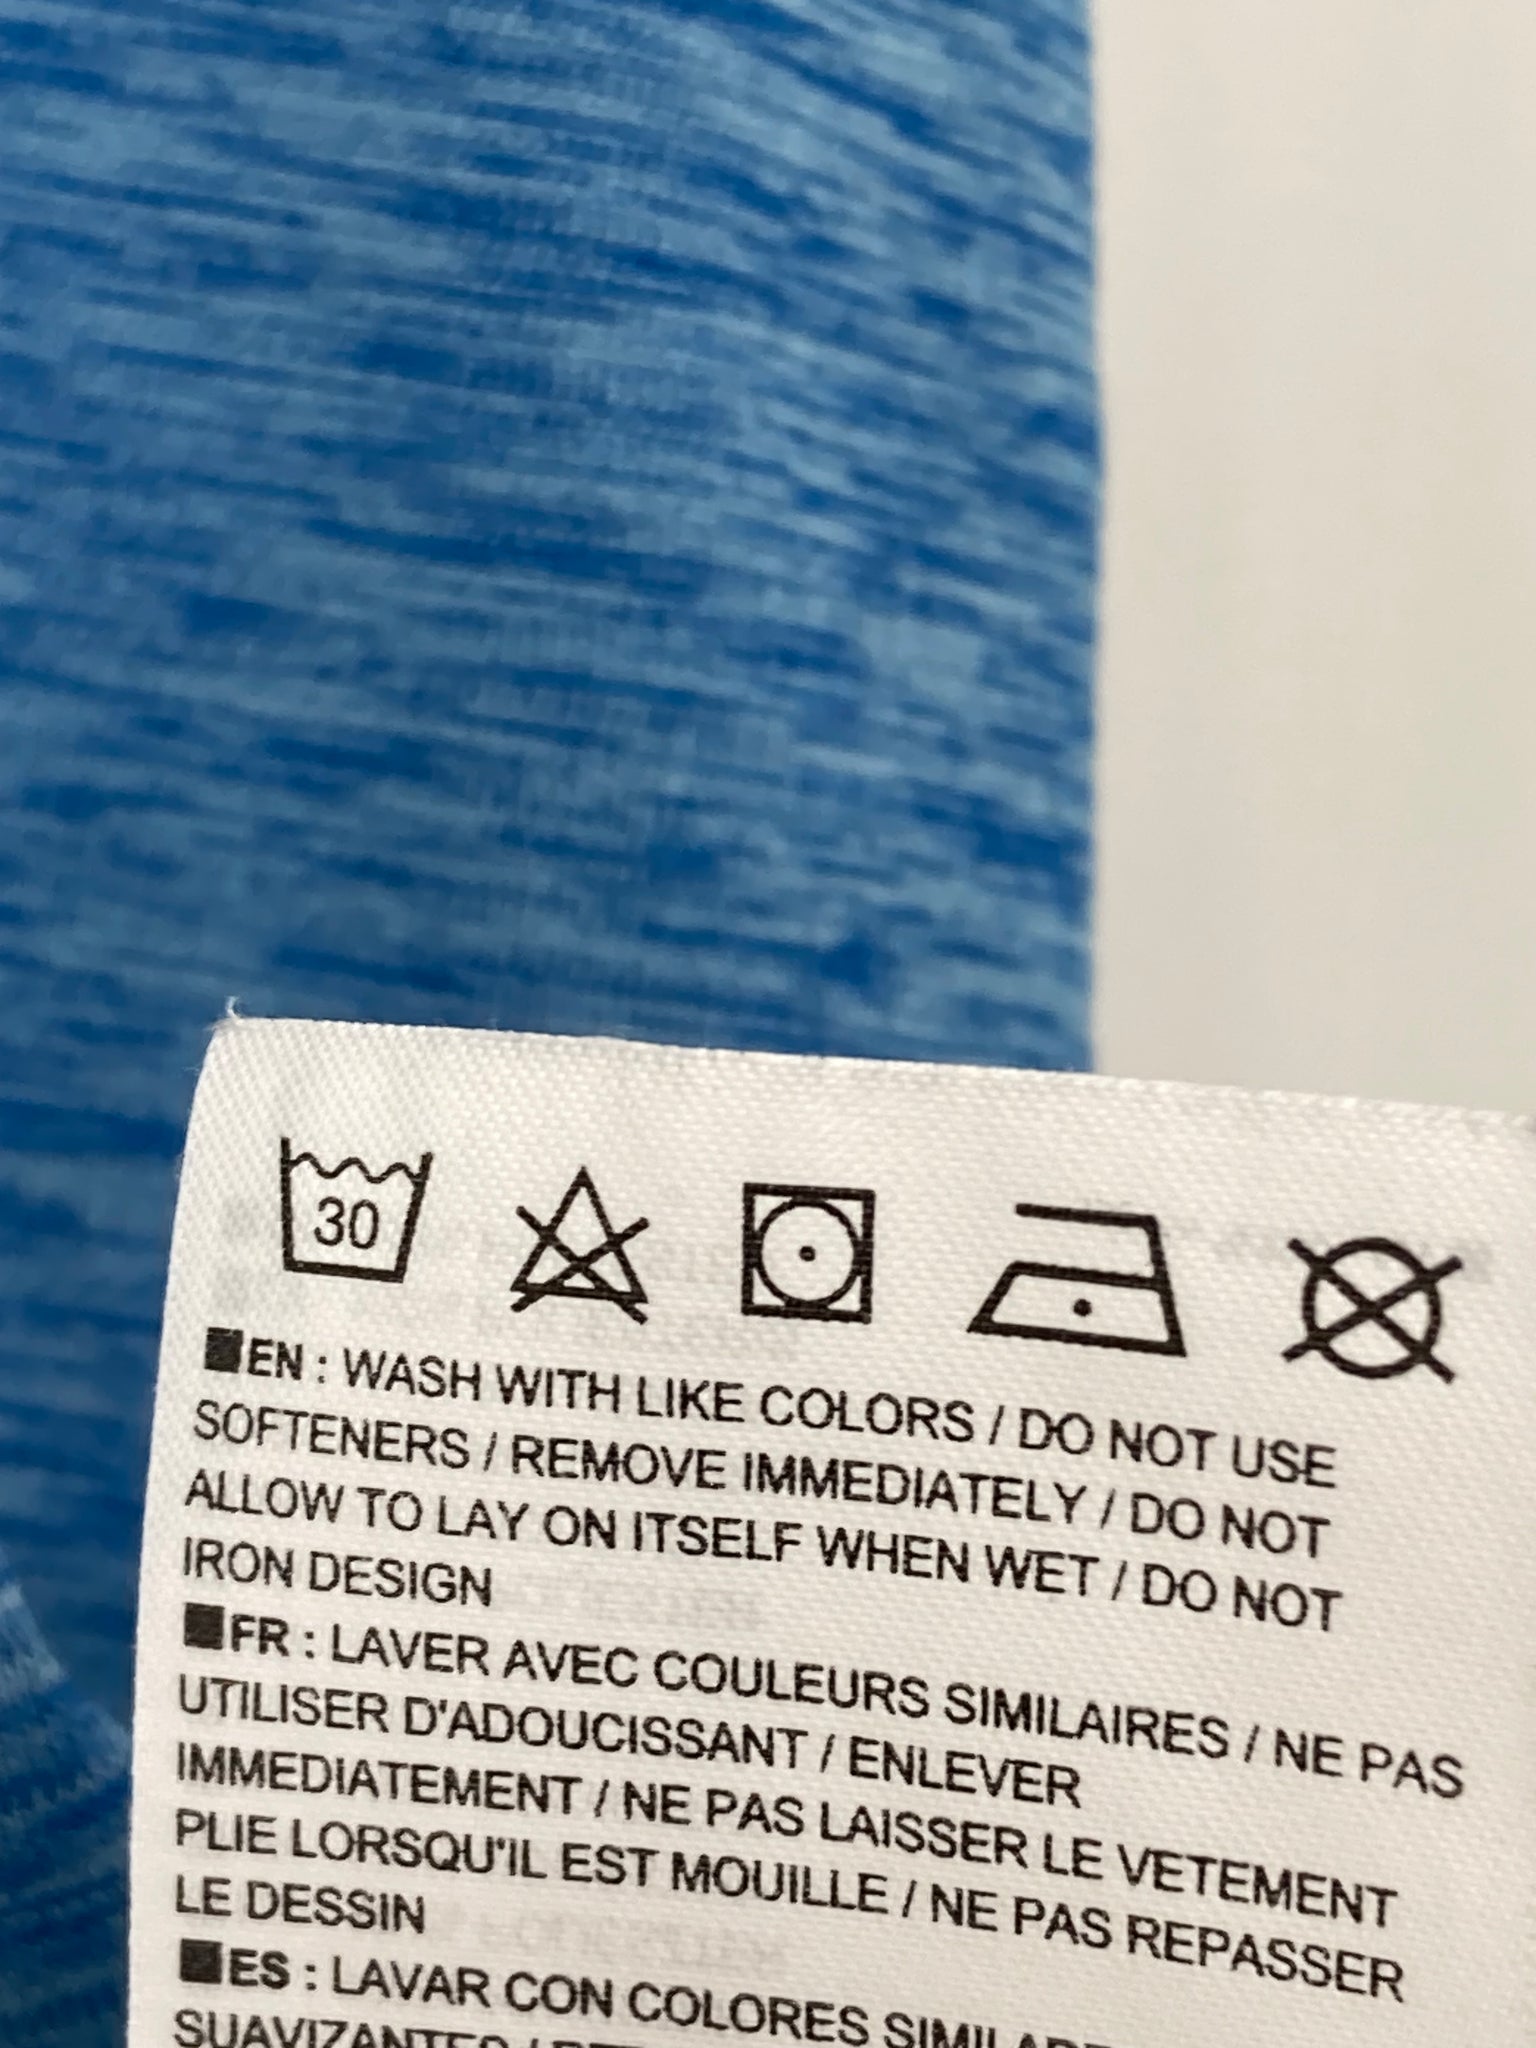 30
EN : WASH WITH LIKE COLORS / DO NOT USE
SOFTENERS / REMOVE IMMEDIATELY / DO NOT
ALLOW TO LAY ON ITSELF WHEN WET / DO NOT
IRON DESIGN
FR : LAVER AVEC COULEURS SIMILAIRES / NE PAS
UTILISER D'ADOUCISSANT / ENLEVER
IMMEDIATEMENT / NE PAS LAISSER LE VETEMENT
PLIE LORSQU'IL EST MOUILLE / NE PAS REPASSER
LE DESSIN
ES : LAVAR CON COLORES
SUAVIZANTES /